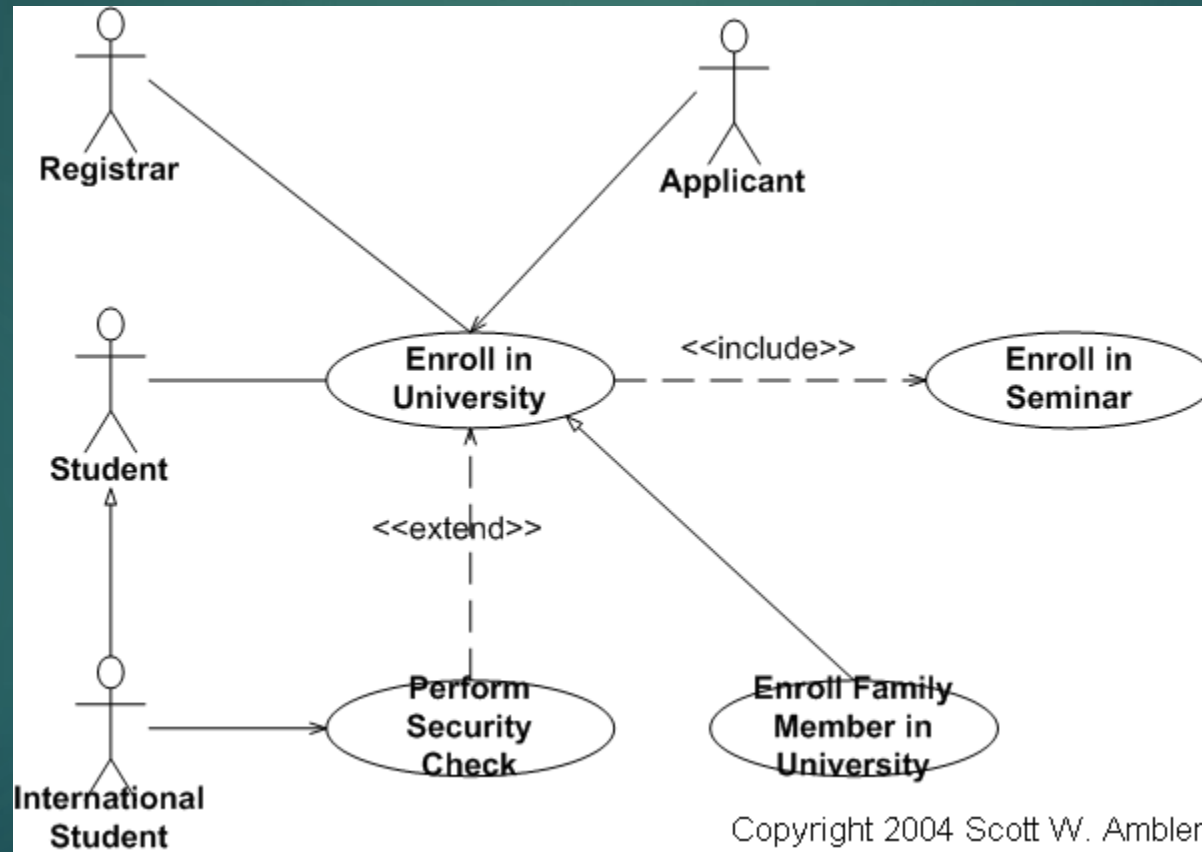 Registrar
Applicant
Enroll in
University
<<include>>
Enroll in
Seminar
Student
<<extend>>
Perform
Security
Check
Enroll Family
Member in
University
International
Student
Copyright 2004 Scott W. Ambler